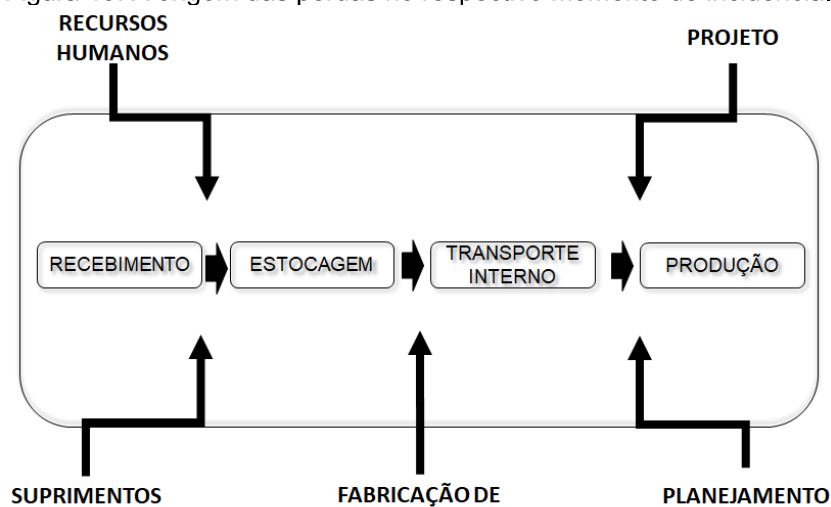 RECURSOS
HUMANOS
PROJETO
RECEBIMENTO
ESTOCAGEM
TRANSPORTE
INTERNO
PRODUÇÃO
SUPRIMENTOS
FABRICAÇÃO DE
PLANEJAMENTO